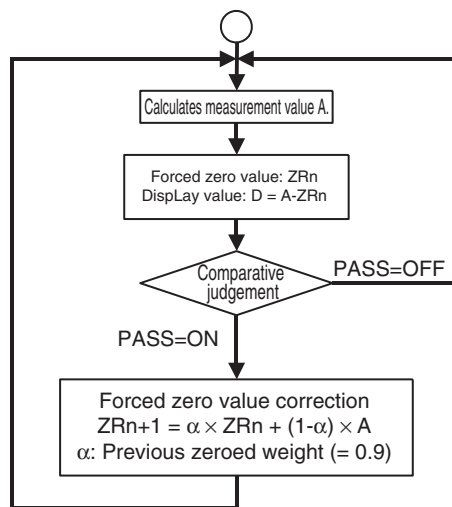 Calculates measurement value A.
Forced zero value: ZRn
DispLay value: D = A-ZRn
Comparative
judgement
PASS=OFF
PASS=ON
Forced zero value correction
ZRn+1 = α × ZRn + (1-α) × A
α: Previous zeroed weight (= 0.9)